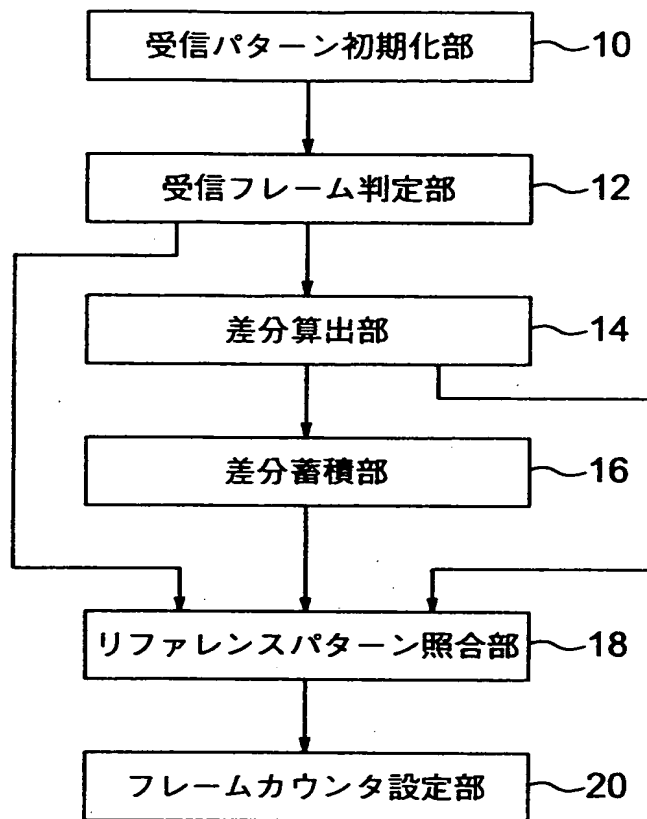 受信パターン初期化部 10
受信フレーム判定部 12
差分算出部 14
差分蓄積部 16
リファレンスパターン照合部 18
フレームカウンタ設定部 20